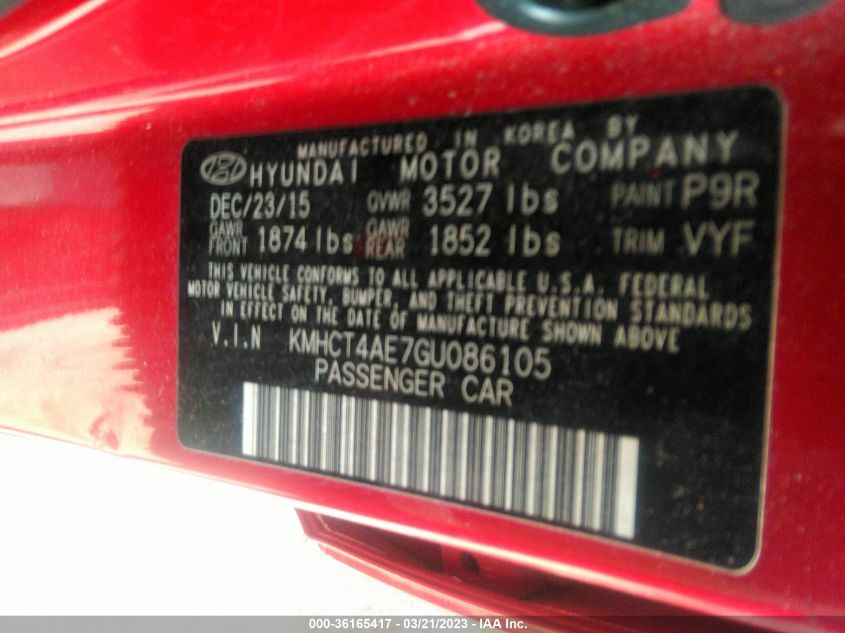 MANUFACTURED IN KOREA BY
HYUNDAI MOTOR COMPANY
DEC/23/15 GVWR 3527 lbs PAINT P9R
GAWR FRONT 1874 lbs GAWR REAR 1852 lbs TRIM VYF
THIS VEHICLE CONFORMS TO ALL APPLICABLE U.S.A. FEDERAL
MOTOR VEHICLE SAFETY, BUMPER, AND THEFT PREVENTION STANDARDS
IN EFFECT ON THE DATE OF MANUFACTURE SHOWN ABOVE
V.I.N KMHCT4AE7GU086105
PASSENGER CAR
000-36165417 - 03/21/2023 - IAA Inc.